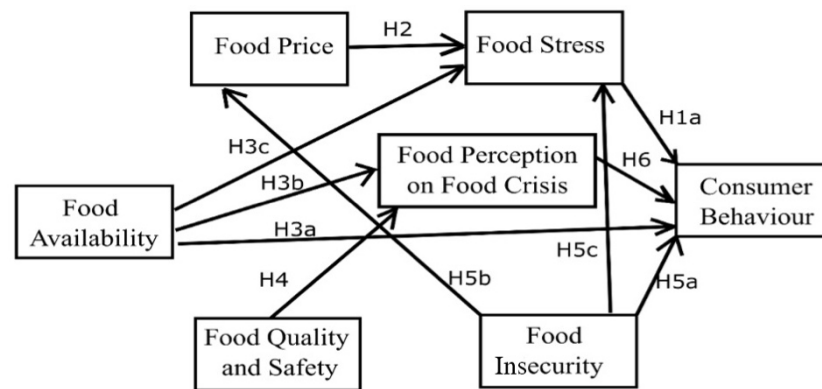 Food Price
H2
Food Stress
H1a
H3c
Food Perception
on Food Crisis
H6
H3b
Consumer
Behaviour
Food
Availability
H3a
H4
H5b
H5c
H5a
Food Quality
and Safety
Food
Insecurity